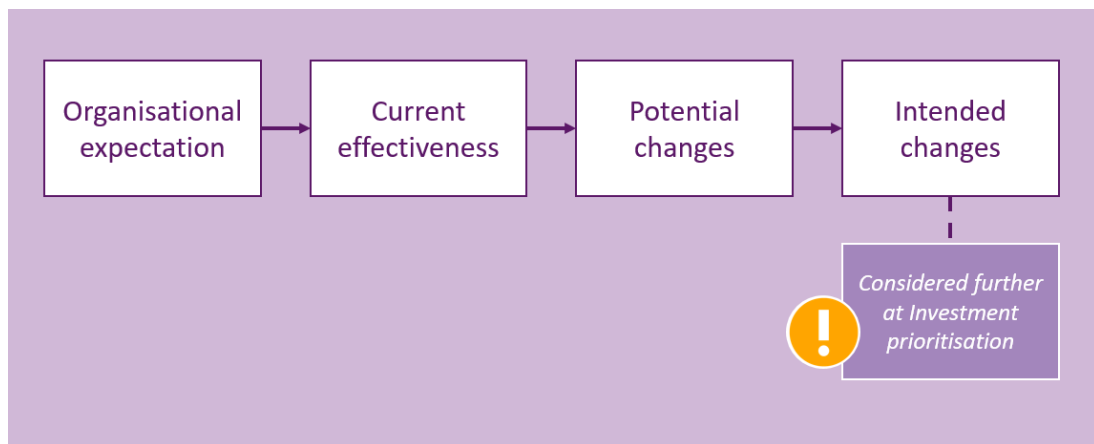 Organisational
expectation
Current
effectiveness
Potential
changes
Intended
changes
Considered further
at Investment
prioritisation
!